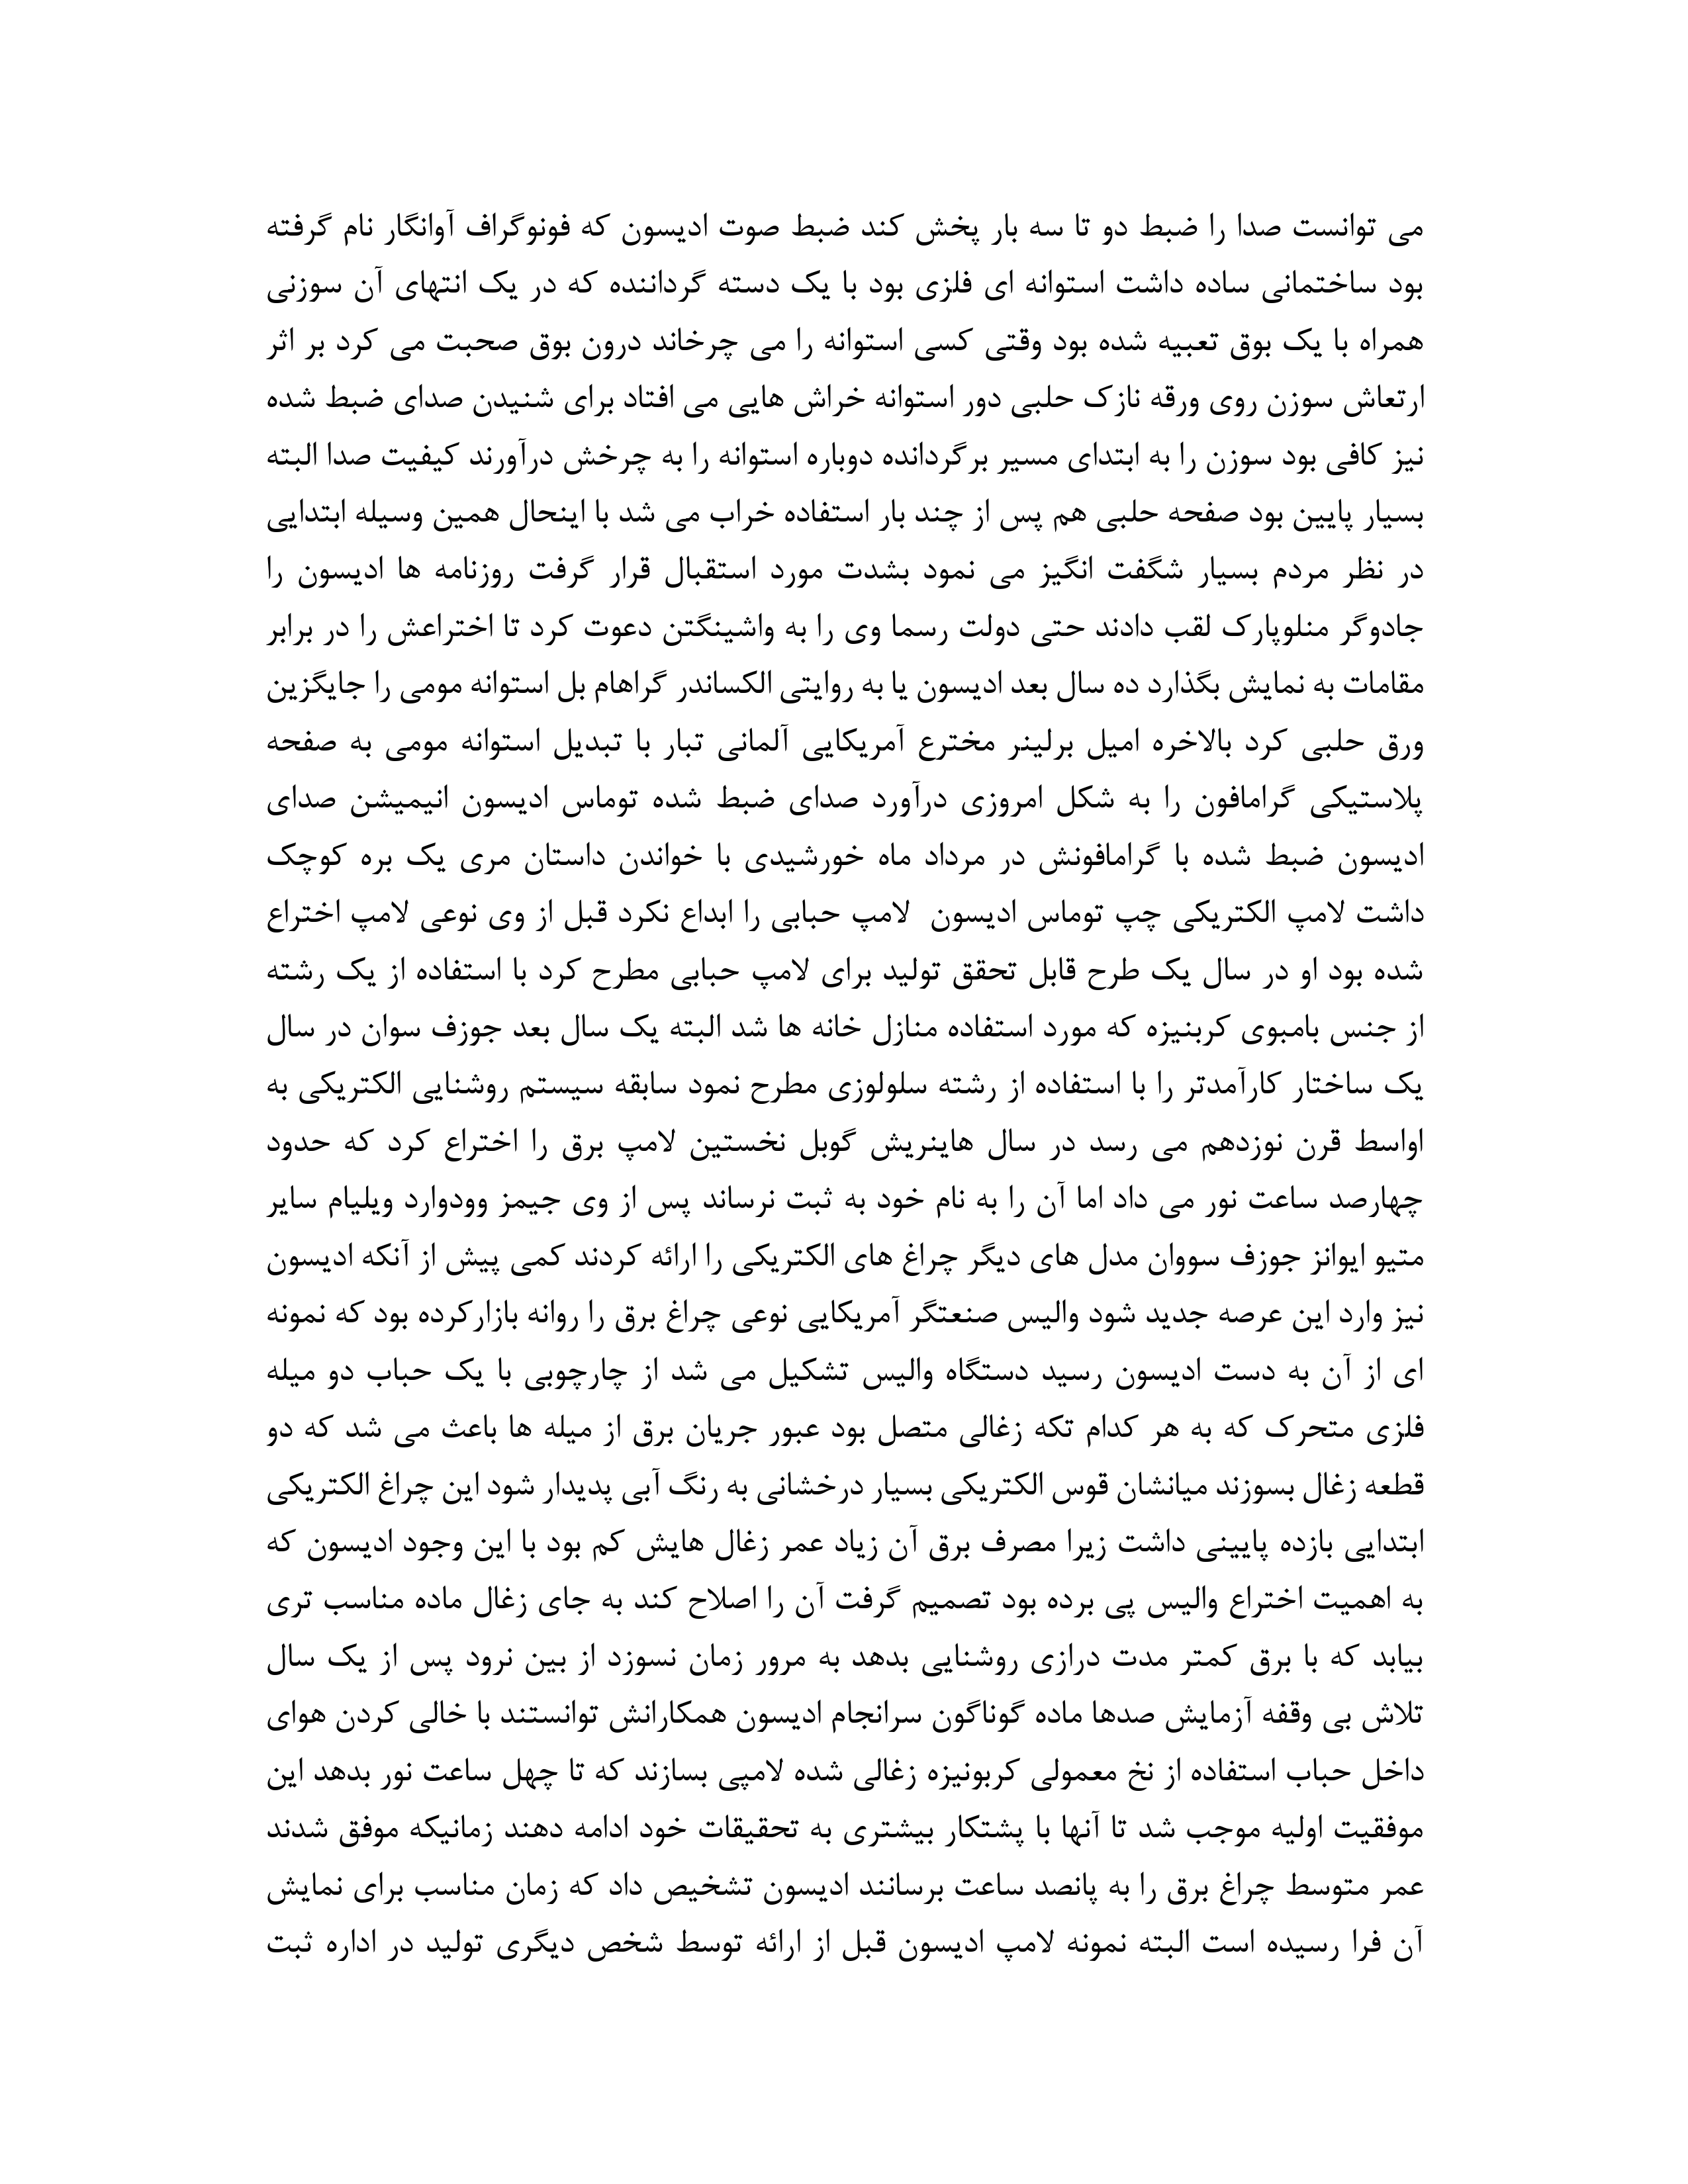 می توانست صدا را ضبط دو تا سه بار پخش کند ضبط صوت ادیسون که فونوگراف آوانگار نام گرفته
بود ساختمانی ساده داشت استوانه ای فلزی بود با یک دسته گرداننده که در یک انتهای آن سوزنی
همراه با یک بوق تعبیه شده بود وقتی کسی استوانه را می چرخاند درون بوق صحبت می کرد بر اثر
ارتعاش سوزن روی ورقه نازک حلبی دور استوانه خراش هایی می افتاد برای شنیدن صدای ضبط شده
نیز کافی بود سوزن را به ابتدای مسیر برگردانده دوباره استوانه را به چرخش درآورند کیفیت صدا البته
بسیار پایین بود صفحه حلبی هم پس از چند بار استفاده خراب می شد با اینحال همین وسیله ابتدایی
در نظر مردم بسیار شگفت انگیز می نمود بشدت مورد استقبال قرار گرفت روزنامه ها ادیسون را
جادوگر منلوپارک لقب دادند حتی دولت رسما وی را به واشینگتن دعوت کرد تا اختراعش را در برابر
مقامات به نمایش بگذارد ده سال بعد ادیسون یا به روایتی الکساندر گراهام بل استوانه مومی را جایگزین
ورق حلبی کرد بالاخره امیل برلینر مخترع آمریکایی آلمانی تبار با تبدیل استوانه مومی به صفحه
پلاستیکی گرامافون را به شکل امروزی درآورد صدای ضبط شده توماس ادیسون انیمیشن صدای
ادیسون ضبط شده با گرامافونش در مرداد ماه خورشیدی با خواندن داستان مری یک بره کوچک
داشت لامپ الکتریکی چپ توماس ادیسون لامپ حبابی را ابداع نکرد قبل از وی نوعی لامپ اختراع
شده بود او در سال یک طرح قابل تحقق تولید برای لامپ حبابی مطرح کرد با استفاده از یک رشته
از جنس بامبوی کربنیزه که مورد استفاده منازل خانه ها شد البته یک سال بعد جوزف سوان در سال
یک ساختار کارآمدتر را با استفاده از رشته سلولوزی مطرح نمود سابقه سیستم روشنایی الکتریکی به
اواسط قرن نوزدهم می رسد در سال هاینریش گوبل نخستین لامپ برق را اختراع کرد که حدود
چهارصد ساعت نور می داد اما آن را به نام خود به ثبت نرساند پس از وی جیمز وودوارد ویلیام سایر
متیو ایوانز جوزف سووان مدل های دیگر چراغ های الکتریکی را ارائه کردند کمی پیش از آنکه ادیسون
نیز وارد این عرصه جدید شود والیس صنعتگر آمریکایی نوعی چراغ برق را روانه بازارکرده بود که نمونه
ای از آن به دست ادیسون رسید دستگاه والیس تشکیل می شد از چارچوبی با یک حباب دو میله
فلزی متحرک که به هر کدام تکه زغالی متصل بود عبور جریان برق از میله ها باعث می شد که دو
قطعه زغال بسوزند میانشان قوس الکتریکی بسیار درخشانی به رنگ آبی پدیدار شود این چراغ الکتریکی
ابتدایی بازده پایینی داشت زیرا مصرف برق آن زیاد عمر زغال هایش کم بود با این وجود ادیسون که
به اهمیت اختراع والیس پی برده بود تصمیم گرفت آن را اصلاح کند به جای زغال ماده مناسب تری
بیابد که با برق کمتر مدت درازی روشنایی بدهد به مرور زمان نسوزد از بین نرود پس از یک سال
تلاش بی وقفه آزمایش صدها ماده گوناگون سرانجام ادیسون همکارانش توانستند با خالی کردن هوای
داخل حباب استفاده از نخ معمولی کربونیزه زغالی شده لامپی بسازند که تا چهل ساعت نور بدهد این
موفقیت اولیه موجب شد تا آنها با پشتکار بیشتری به تحقیقات خود ادامه دهند زمانیکه موفق شدند
عمر متوسط چراغ برق را به پانصد ساعت برسانند ادیسون تشخیص داد که زمان مناسب برای نمایش
آن فرا رسیده است البته نمونه لامپ ادیسون قبل از ارائه توسط شخص دیگری تولید در اداره ثبت